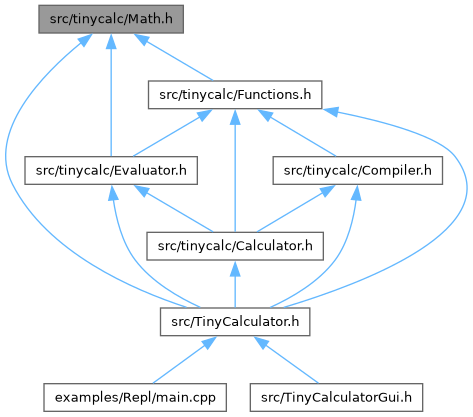 src/tinycalc/Math.h
src/tinycalc/Functions.h
src/tinycalc/Evaluator.h
src/tinycalc/Compiler.h
src/tinycalc/Calculator.h
src/TinyCalculator.h
examples/Repl/main.cpp
src/TinyCalculatorGui.h